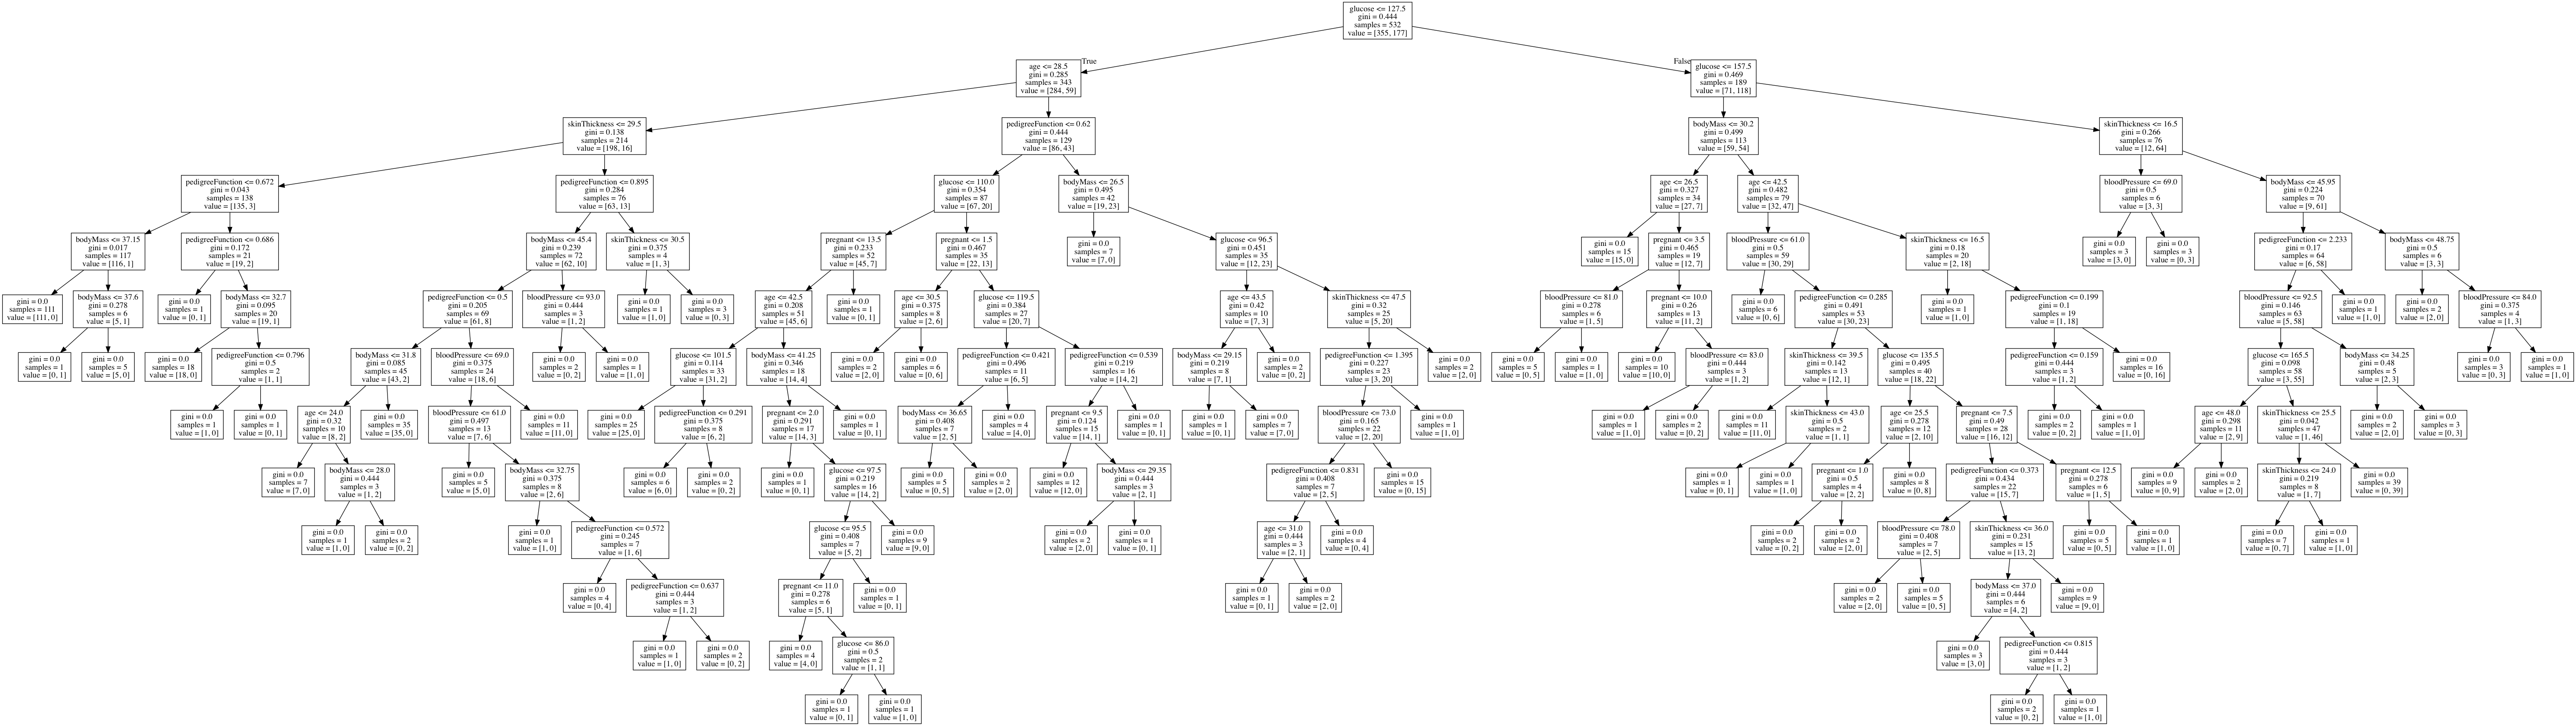 glucose <= 127.5
gini = 0.444
samples = 532
value = [355, 177]
True
False
age <= 28.5
gini = 0.285
samples = 343
value = [284, 59]
glucose <= 157.5
gini = 0.469
samples = 189
value = [71, 118]
skinThickness <= 29.5
gini = 0.138
samples = 214
value = [198, 16]
pedigreeFunction <= 0.62
gini = 0.444
samples = 129
value = [86, 43]
bodyMass <= 30.2
gini = 0.499
samples = 113
value = [59, 54]
skinThickness <= 16.5
gini = 0.266
samples = 76
value = [12, 64]
pedigreeFunction <= 0.672
gini = 0.043
samples = 138
value = [135, 3]
pedigreeFunction <= 0.895
gini = 0.284
samples = 76
value = [63, 13]
glucose <= 110.0
gini = 0.354
samples = 87
value = [67, 20]
bodyMass <= 26.5
gini = 0.495
samples = 42
value = [19, 23]
age <= 26.5
gini = 0.327
samples = 34
value = [27, 7]
age <= 42.5
gini = 0.482
samples = 79
value = [32, 47]
bloodPressure <= 69.0
gini = 0.5
samples = 6
value = [3, 3]
bodyMass <= 45.95
gini = 0.224
samples = 70
value = [9, 61]
bodyMass <= 37.15
gini = 0.017
samples = 117
value = [116, 1]
pedigreeFunction <= 0.686
gini = 0.172
samples = 21
value = [19, 2]
bodyMass <= 45.4
gini = 0.239
samples = 72
value = [62, 10]
skinThickness <= 30.5
gini = 0.375
samples = 4
value = [1, 3]
pregnant <= 13.5
gini = 0.233
samples = 52
value = [45, 7]
pregnant <= 1.5
gini = 0.467
samples = 35
value = [22, 13]
gini = 0.0
samples = 7
value = [7, 0]
glucose <= 96.5
gini = 0.451
samples = 35
value = [12, 23]
gini = 0.0
samples = 15
value = [15, 0]
pregnant <= 3.5
gini = 0.465
samples = 19
value = [12, 7]
bloodPressure <= 61.0
gini = 0.5
samples = 59
value = [30, 29]
skinThickness <= 16.5
gini = 0.18
samples = 20
value = [2, 18]
gini = 0.0
samples = 3
value = [3, 0]
gini = 0.0
samples = 3
value = [0, 3]
pedigreeFunction <= 2.233
gini = 0.17
samples = 64
value = [6, 58]
bodyMass <= 48.75
gini = 0.5
samples = 6
value = [3, 3]
gini = 0.0
samples = 111
value = [111, 0]
bodyMass <= 37.6
gini = 0.278
samples = 6
value = [5, 1]
gini = 0.0
samples = 1
value = [0, 1]
bodyMass <= 32.7
gini = 0.095
samples = 20
value = [19, 1]
pedigreeFunction <= 0.5
gini = 0.205
samples = 69
value = [61, 8]
bloodPressure <= 93.0
gini = 0.444
samples = 3
value = [1, 2]
gini = 0.0
samples = 1
value = [1, 0]
gini = 0.0
samples = 3
value = [0, 3]
age <= 42.5
gini = 0.208
samples = 51
value = [45, 6]
gini = 0.0
samples = 1
value = [0, 1]
age <= 30.5
gini = 0.375
samples = 8
value = [2, 6]
glucose <= 119.5
gini = 0.384
samples = 27
value = [20, 7]
age <= 43.5
gini = 0.42
samples = 10
value = [7, 3]
skinThickness <= 47.5
gini = 0.32
samples = 25
value = [5, 20]
bloodPressure <= 81.0
gini = 0.278
samples = 6
value = [1, 5]
pregnant <= 10.0
gini = 0.26
samples = 13
value = [11, 2]
gini = 0.0
samples = 6
value = [0, 6]
pedigreeFunction <= 0.285
gini = 0.491
samples = 53
value = [30, 23]
gini = 0.0
samples = 1
value = [1, 0]
pedigreeFunction <= 0.199
gini = 0.1
samples = 19
value = [1, 18]
bloodPressure <= 92.5
gini = 0.146
samples = 63
value = [5, 58]
gini = 0.0
samples = 1
value = [1, 0]
gini = 0.0
samples = 2
value = [2, 0]
bloodPressure <= 84.0
gini = 0.375
samples = 4
value = [1, 3]
gini = 0.0
samples = 1
value = [0, 1]
gini = 0.0
samples = 5
value = [5, 0]
gini = 0.0
samples = 18
value = [18, 0]
pedigreeFunction <= 0.796
gini = 0.5
samples = 2
value = [1, 1]
bodyMass <= 31.8
gini = 0.085
samples = 45
value = [43, 2]
bloodPressure <= 69.0
gini = 0.375
samples = 24
value = [18, 6]
gini = 0.0
samples = 2
value = [0, 2]
gini = 0.0
samples = 1
value = [1, 0]
glucose <= 101.5
gini = 0.114
samples = 33
value = [31, 2]
bodyMass <= 41.25
gini = 0.346
samples = 18
value = [14, 4]
gini = 0.0
samples = 2
value = [2, 0]
gini = 0.0
samples = 6
value = [0, 6]
pedigreeFunction <= 0.421
gini = 0.496
samples = 11
value = [6, 5]
pedigreeFunction <= 0.539
gini = 0.219
samples = 16
value = [14, 2]
bodyMass <= 29.15
gini = 0.219
samples = 8
value = [7, 1]
gini = 0.0
samples = 2
value = [0, 2]
pedigreeFunction <= 1.395
gini = 0.227
samples = 23
value = [3, 20]
gini = 0.0
samples = 2
value = [2, 0]
gini = 0.0
samples = 5
value = [0, 5]
gini = 0.0
samples = 1
value = [1, 0]
gini = 0.0
samples = 10
value = [10, 0]
bloodPressure <= 83.0
gini = 0.444
samples = 3
value = [1, 2]
skinThickness <= 39.5
gini = 0.142
samples = 13
value = [12, 1]
glucose <= 135.5
gini = 0.495
samples = 40
value = [18, 22]
pedigreeFunction <= 0.159
gini = 0.444
samples = 3
value = [1, 2]
gini = 0.0
samples = 16
value = [0, 16]
glucose <= 165.5
gini = 0.098
samples = 58
value = [3, 55]
bodyMass <= 34.25
gini = 0.48
samples = 5
value = [2, 3]
gini = 0.0
samples = 3
value = [0, 3]
gini = 0.0
samples = 1
value = [1, 0]
gini = 0.0
samples = 1
value = [1, 0]
gini = 0.0
samples = 1
value = [0, 1]
age <= 24.0
gini = 0.32
samples = 10
value = [8, 2]
gini = 0.0
samples = 35
value = [35, 0]
bloodPressure <= 61.0
gini = 0.497
samples = 13
value = [7, 6]
gini = 0.0
samples = 11
value = [11, 0]
gini = 0.0
samples = 25
value = [25, 0]
pedigreeFunction <= 0.291
gini = 0.375
samples = 8
value = [6, 2]
pregnant <= 2.0
gini = 0.291
samples = 17
value = [14, 3]
gini = 0.0
samples = 1
value = [0, 1]
bodyMass <= 36.65
gini = 0.408
samples = 7
value = [2, 5]
gini = 0.0
samples = 4
value = [4, 0]
pregnant <= 9.5
gini = 0.124
samples = 15
value = [14, 1]
gini = 0.0
samples = 1
value = [0, 1]
gini = 0.0
samples = 1
value = [0, 1]
gini = 0.0
samples = 7
value = [7, 0]
bloodPressure <= 73.0
gini = 0.165
samples = 22
value = [2, 20]
gini = 0.0
samples = 1
value = [1, 0]
gini = 0.0
samples = 1
value = [1, 0]
gini = 0.0
samples = 2
value = [0, 2]
gini = 0.0
samples = 11
value = [11, 0]
skinThickness <= 43.0
gini = 0.5
samples = 2
value = [1, 1]
age <= 25.5
gini = 0.278
samples = 12
value = [2, 10]
pregnant <= 7.5
gini = 0.49
samples = 28
value = [16, 12]
gini = 0.0
samples = 2
value = [0, 2]
gini = 0.0
samples = 1
value = [1, 0]
age <= 48.0
gini = 0.298
samples = 11
value = [2, 9]
skinThickness <= 25.5
gini = 0.042
samples = 47
value = [1, 46]
gini = 0.0
samples = 2
value = [2, 0]
gini = 0.0
samples = 3
value = [0, 3]
gini = 0.0
samples = 7
value = [7, 0]
bodyMass <= 28.0
gini = 0.444
samples = 3
value = [1, 2]
gini = 0.0
samples = 5
value = [5, 0]
bodyMass <= 32.75
gini = 0.375
samples = 8
value = [2, 6]
gini = 0.0
samples = 6
value = [6, 0]
gini = 0.0
samples = 2
value = [0, 2]
gini = 0.0
samples = 1
value = [0, 1]
glucose <= 97.5
gini = 0.219
samples = 16
value = [14, 2]
gini = 0.0
samples = 5
value = [0, 5]
gini = 0.0
samples = 2
value = [2, 0]
gini = 0.0
samples = 12
value = [12, 0]
bodyMass <= 29.35
gini = 0.444
samples = 3
value = [2, 1]
pedigreeFunction <= 0.831
gini = 0.408
samples = 7
value = [2, 5]
gini = 0.0
samples = 15
value = [0, 15]
gini = 0.0
samples = 1
value = [0, 1]
gini = 0.0
samples = 1
value = [1, 0]
pregnant <= 1.0
gini = 0.5
samples = 4
value = [2, 2]
gini = 0.0
samples = 8
value = [0, 8]
pedigreeFunction <= 0.373
gini = 0.434
samples = 22
value = [15, 7]
pregnant <= 12.5
gini = 0.278
samples = 6
value = [1, 5]
gini = 0.0
samples = 9
value = [0, 9]
gini = 0.0
samples = 2
value = [2, 0]
skinThickness <= 24.0
gini = 0.219
samples = 8
value = [1, 7]
gini = 0.0
samples = 39
value = [0, 39]
gini = 0.0
samples = 1
value = [1, 0]
gini = 0.0
samples = 2
value = [0, 2]
gini = 0.0
samples = 1
value = [1, 0]
pedigreeFunction <= 0.572
gini = 0.245
samples = 7
value = [1, 6]
glucose <= 95.5
gini = 0.408
samples = 7
value = [5, 2]
gini = 0.0
samples = 9
value = [9, 0]
gini = 0.0
samples = 2
value = [2, 0]
gini = 0.0
samples = 1
value = [0, 1]
age <= 31.0
gini = 0.444
samples = 3
value = [2, 1]
gini = 0.0
samples = 4
value = [0, 4]
gini = 0.0
samples = 2
value = [0, 2]
gini = 0.0
samples = 2
value = [2, 0]
bloodPressure <= 78.0
gini = 0.408
samples = 7
value = [2, 5]
skinThickness <= 36.0
gini = 0.231
samples = 15
value = [13, 2]
gini = 0.0
samples = 5
value = [0, 5]
gini = 0.0
samples = 1
value = [1, 0]
gini = 0.0
samples = 7
value = [0, 7]
gini = 0.0
samples = 1
value = [1, 0]
gini = 0.0
samples = 4
value = [0, 4]
pedigreeFunction <= 0.637
gini = 0.444
samples = 3
value = [1, 2]
pregnant <= 11.0
gini = 0.278
samples = 6
value = [5, 1]
gini = 0.0
samples = 1
value = [0, 1]
gini = 0.0
samples = 1
value = [0, 1]
gini = 0.0
samples = 2
value = [2, 0]
gini = 0.0
samples = 2
value = [2, 0]
gini = 0.0
samples = 5
value = [0, 5]
bodyMass <= 37.0
gini = 0.444
samples = 6
value = [4, 2]
gini = 0.0
samples = 9
value = [9, 0]
gini = 0.0
samples = 1
value = [1, 0]
gini = 0.0
samples = 2
value = [0, 2]
gini = 0.0
samples = 4
value = [4, 0]
glucose <= 86.0
gini = 0.5
samples = 2
value = [1, 1]
gini = 0.0
samples = 3
value = [3, 0]
pedigreeFunction <= 0.815
gini = 0.444
samples = 3
value = [1, 2]
gini = 0.0
samples = 1
value = [0, 1]
gini = 0.0
samples = 1
value = [1, 0]
gini = 0.0
samples = 2
value = [0, 2]
gini = 0.0
samples = 1
value = [1, 0]